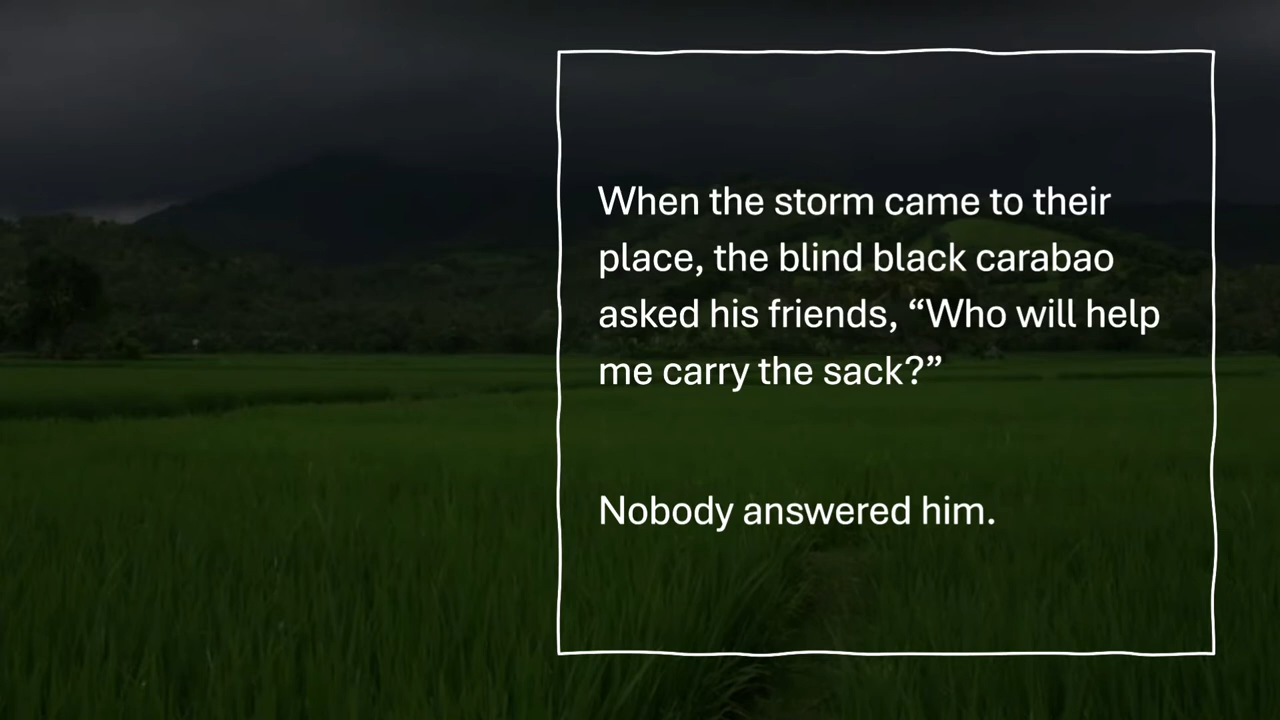 When the storm came to their
place, the blind black carabao
asked his friends, “Who will help
me carry the sack?”
Nobody answered him.